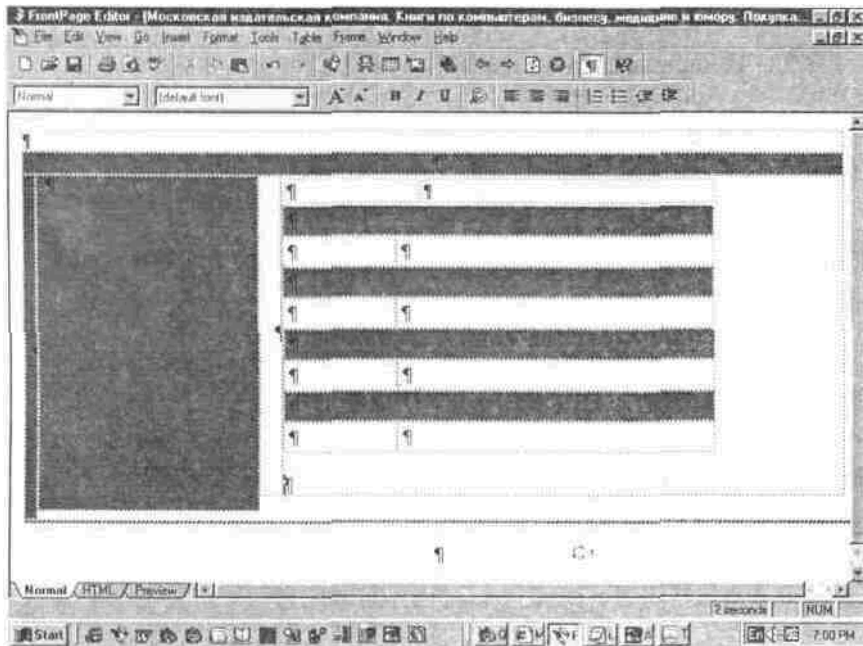 FrontPage Editor - [Московская издательская компания. Книги по компьютерам, бизнесу, медицине и юмору. Покупка...
File Edit View Go Insert Format Tools Table Frame Window Help
Normal (default font) A A B I U
¶
¶
¶ ¶
¶
¶ ¶
¶
¶ ¶
¶
¶ ¶
¶
¶ ¶
¶
Normal HTML Preview
2 seconds NUM
Start 7:00 PM